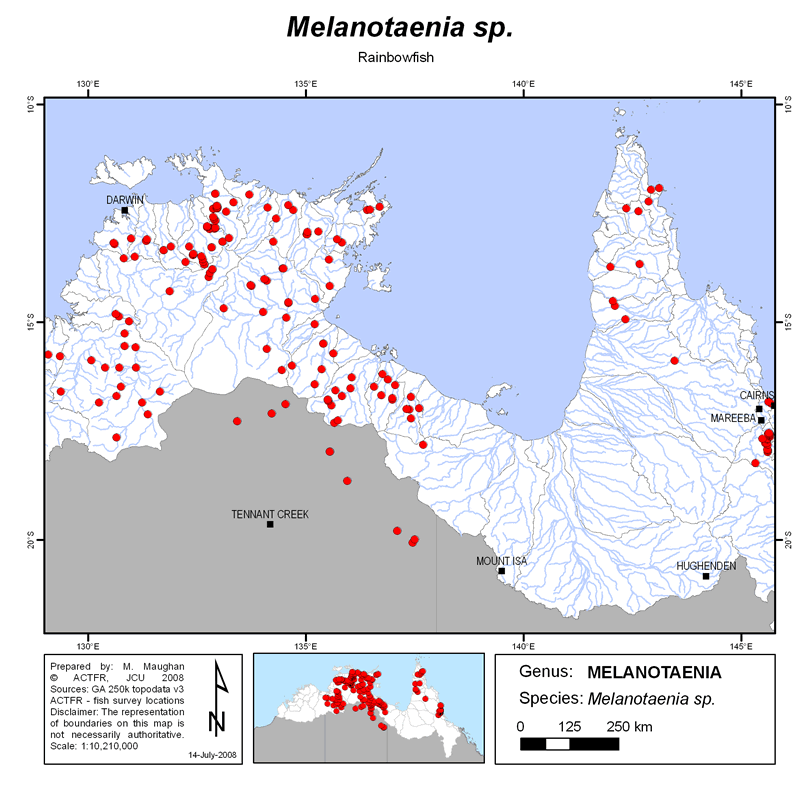 Melanotaenia sp.
Rainbowfish
130°E 135°E 140°E 145°E
10°S 10°S
DARWIN
15°S 15°S
CAIRNS
MAREEBA
TENNANT CREEK
20°S 20°S
MOUNT ISA
HUGHENDEN
130°E 135°E 140°E 145°E
Prepared by: M. Maughan
© ACTFR, JCU 2008
Sources: GA 250k topodata v3
ACTFR - fish survey locations
Disclaimer: The representation
of boundaries on this map is
not necessarily authoritative.
Scale: 1:10,210,000
14-July-2008
N
Genus: MELANOTAENIA
Species: Melanotaenia sp.
0 125 250 km